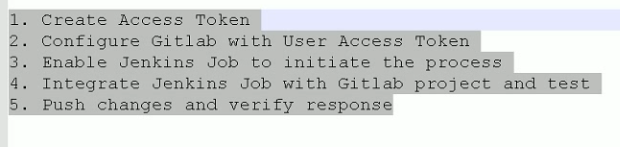 1. Create Access Token
2. Configure Gitlab with User Access Token
3. Enable Jenkins Job to initiate the process
4. Integrate Jenkins Job with Gitlab project and test
5. Push changes and verify response